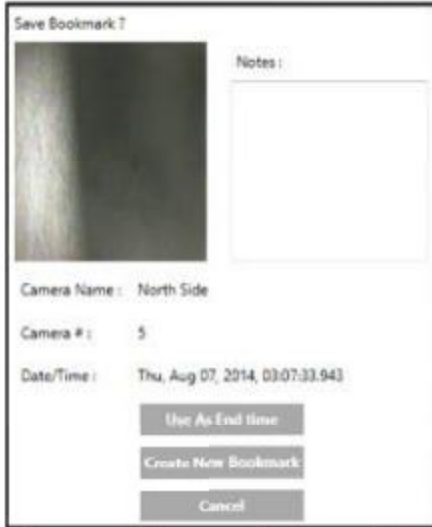 Save Bookmark ?
Notes :
Camera Name : North Side
Camera # : 5
Date/Time : Thu, Aug 07, 2014, 03:07:33.943
Use As End time
Create New Bookmark
Cancel